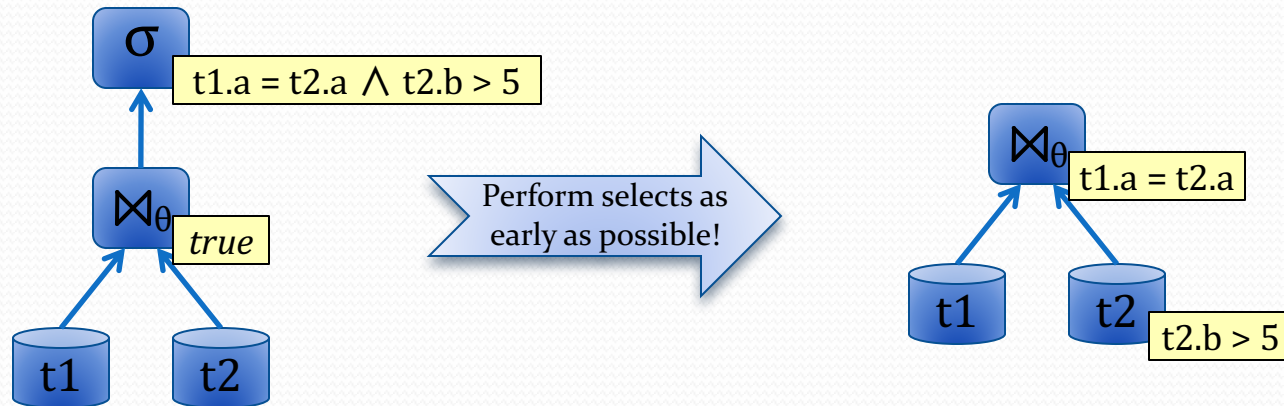 σ
t1.a = t2.a ∧ t2.b > 5
⋈θ
true
t1
t2
Perform selects as
early as possible!
⋈θ
t1.a = t2.a
t1
t2
t2.b > 5